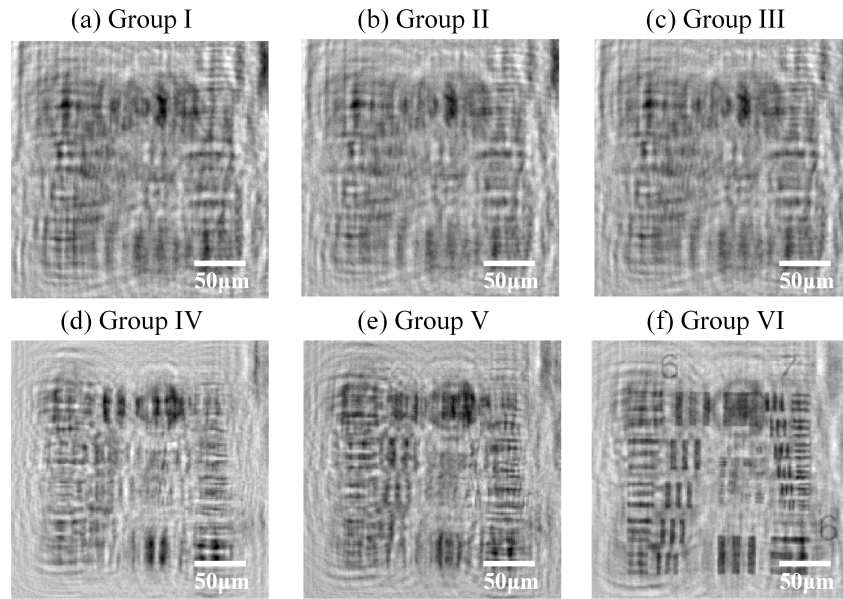 (a) Group I
(b) Group II
(c) Group III
50μm
50μm
50μm
(d) Group IV
(e) Group V
(f) Group VI
6
7
6
50μm
50μm
50μm